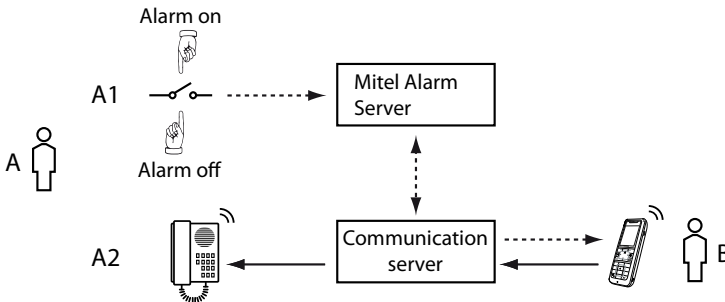 Alarm on
A1
Mitel Alarm
Server
A
Alarm off
A2
Communication
server
B